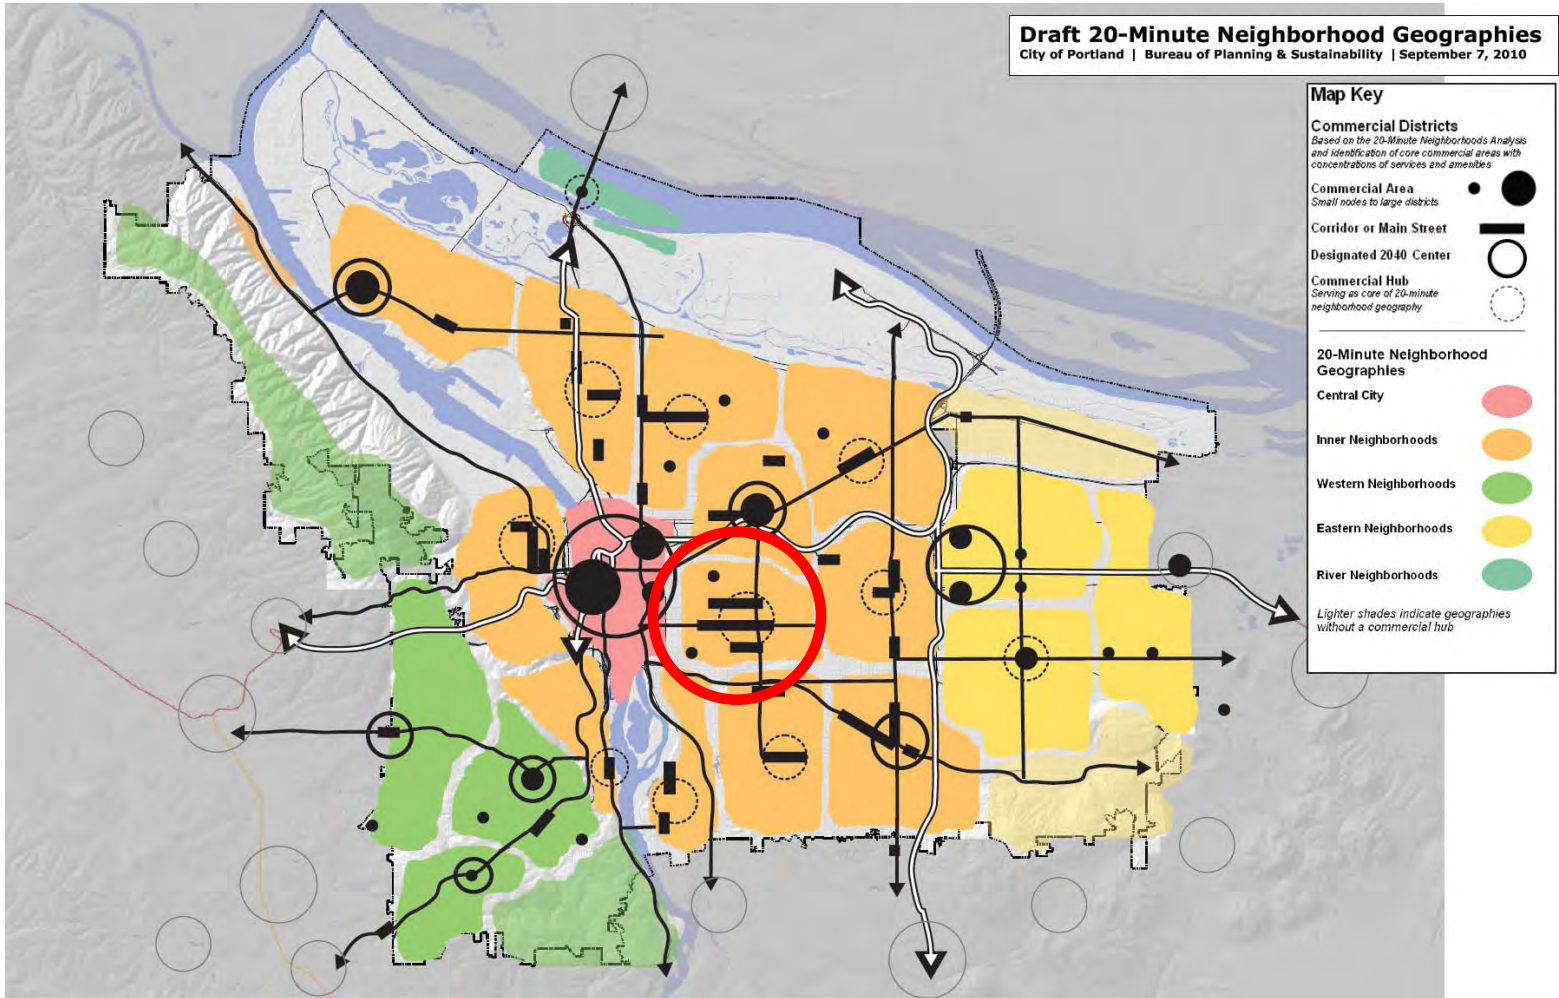 Draft 20-Minute Neighborhood Geographies
City of Portland | Bureau of Planning & Sustainability | September 7, 2010
Map Key
Commercial Districts
Based on the 20-Minute Neighborhoods Analysis
and identification of core commercial areas with
concentrations of services and amenities
Commercial Area
Small nodes to large districts
Corridor or Main Street
Designated 2040 Center
Commercial Hub
Serving as core of 20-minute
neighborhood geography
20-Minute Neighborhood
Geographies
Central City
Inner Neighborhoods
Western Neighborhoods
Eastern Neighborhoods
River Neighborhoods
Lighter shades indicate geographies
without a commercial hub